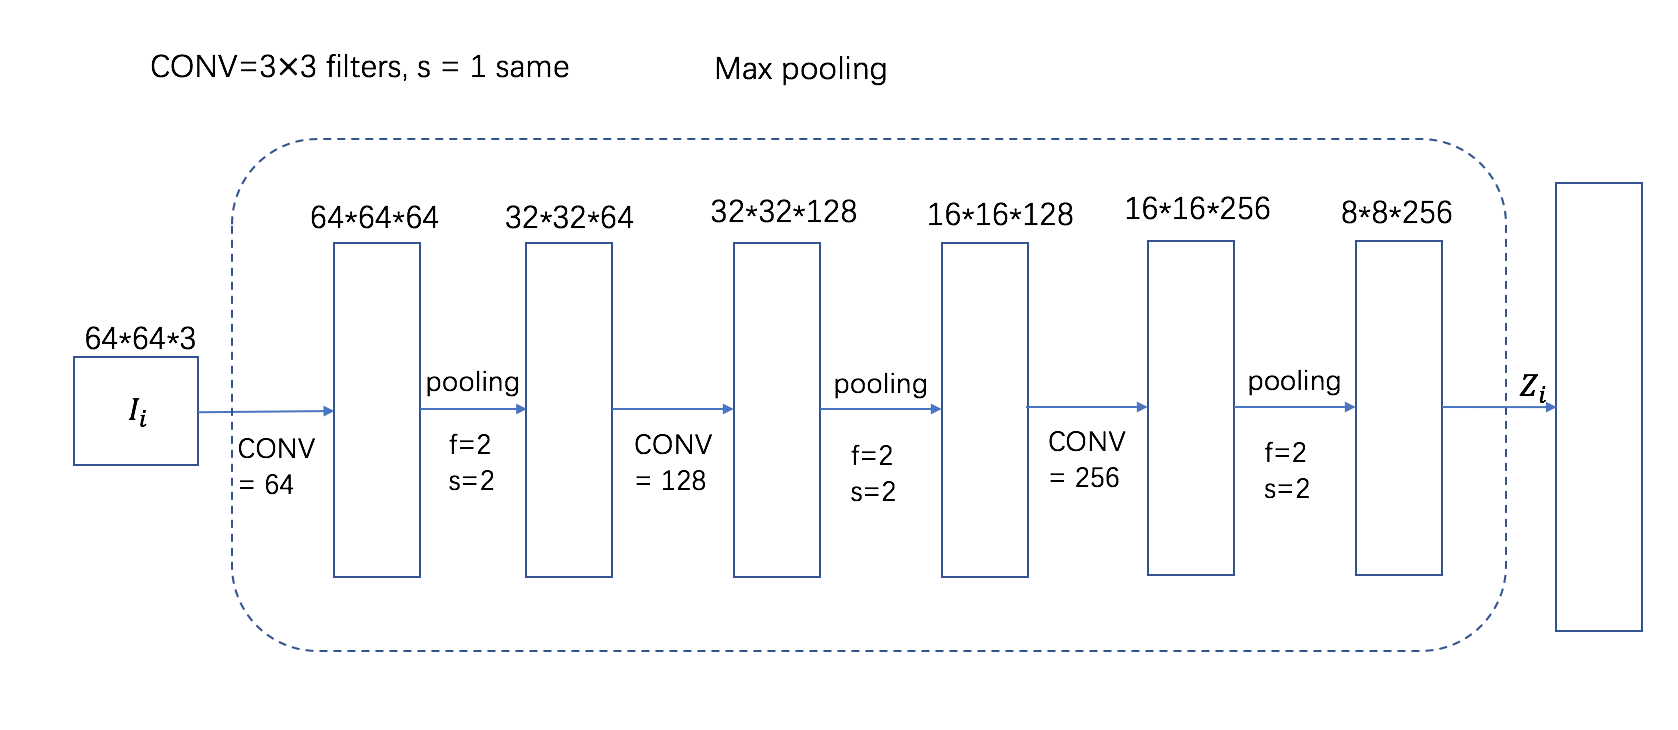 CONV=3×3 filters, s = 1 same
Max pooling
64*64*3
I_i
CONV
= 64
64*64*64
pooling
f=2
s=2
32*32*64
CONV
= 128
32*32*128
pooling
f=2
s=2
16*16*128
CONV
= 256
16*16*256
pooling
f=2
s=2
8*8*256
Z_i